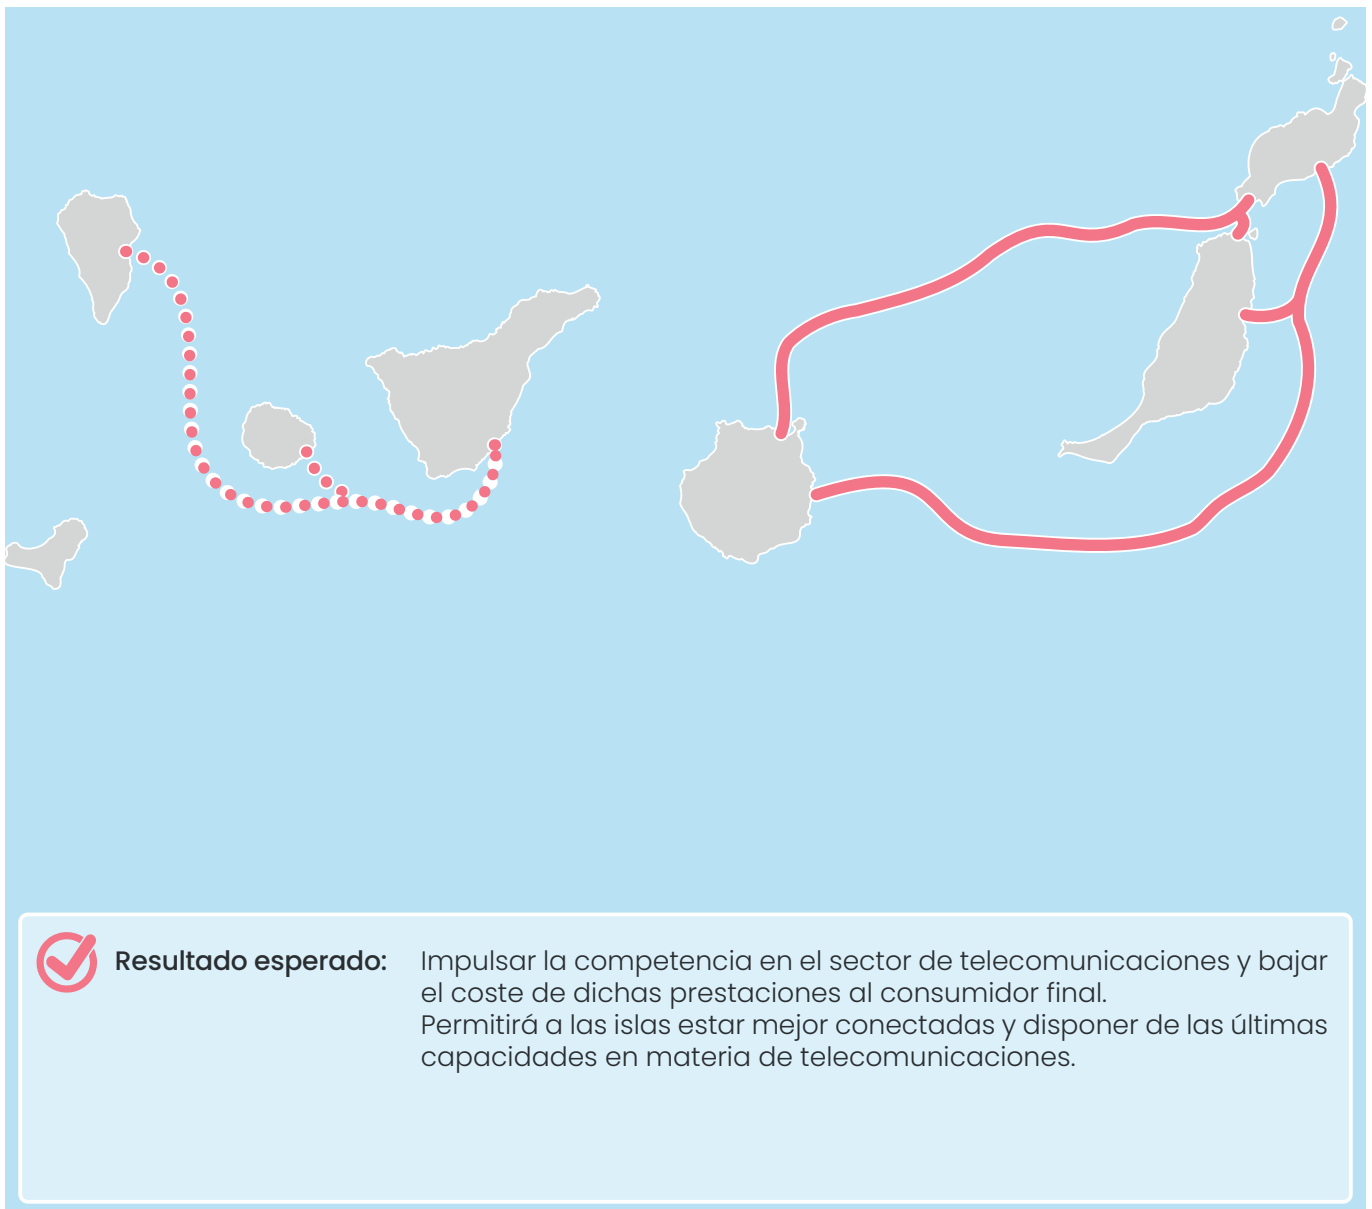 Resultado esperado:
Impulsar la competencia en el sector de telecomunicaciones y bajar
el coste de dichas prestaciones al consumidor final.
Permitirá a las islas estar mejor conectadas y disponer de las últimas
capacidades en materia de telecomunicaciones.